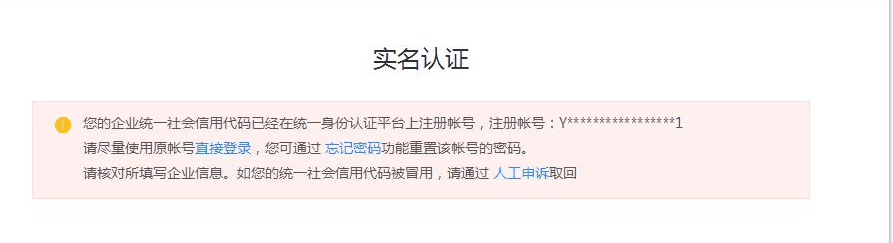 实名认证
您的企业统一社会信用代码已经在统一身份认证平台上注册帐号，注册帐号：Y*****************1
请尽量使用原帐号直接登录，您可通过 忘记密码功能重置该帐号的密码。
请核对所填写企业信息。如您的统一社会信用代码被冒用，请通过 人工申诉取回